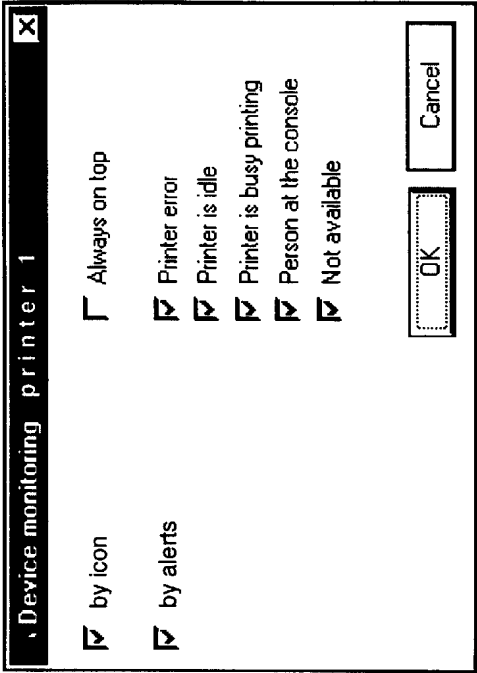 Device monitoring printer 1
by icon
Always on top
by alerts
Printer error
Printer is idle
Printer is busy printing
Person at the console
Not available
OK
Cancel